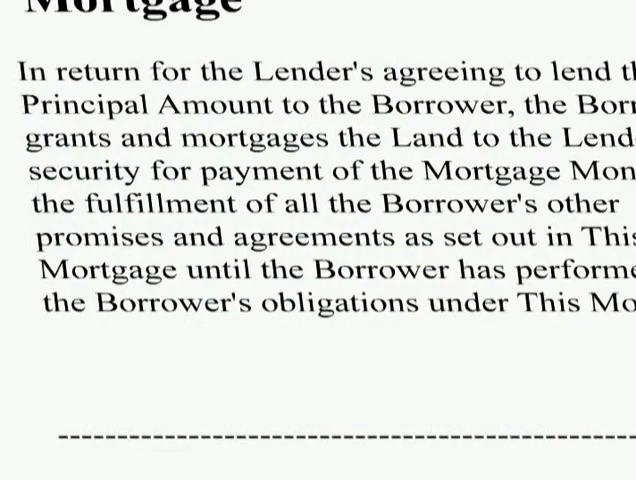 Mortgage
In return for the Lender's agreeing to lend
Principal Amount to the Borrower, the
grants and mortgages the Land to the
security for payment of the Mortgage
the fulfillment of all the Borrower's other
promises and agreements as set out in This
Mortgage until the Borrower has
the Borrower's obligations under This
------------------------------------------------------------